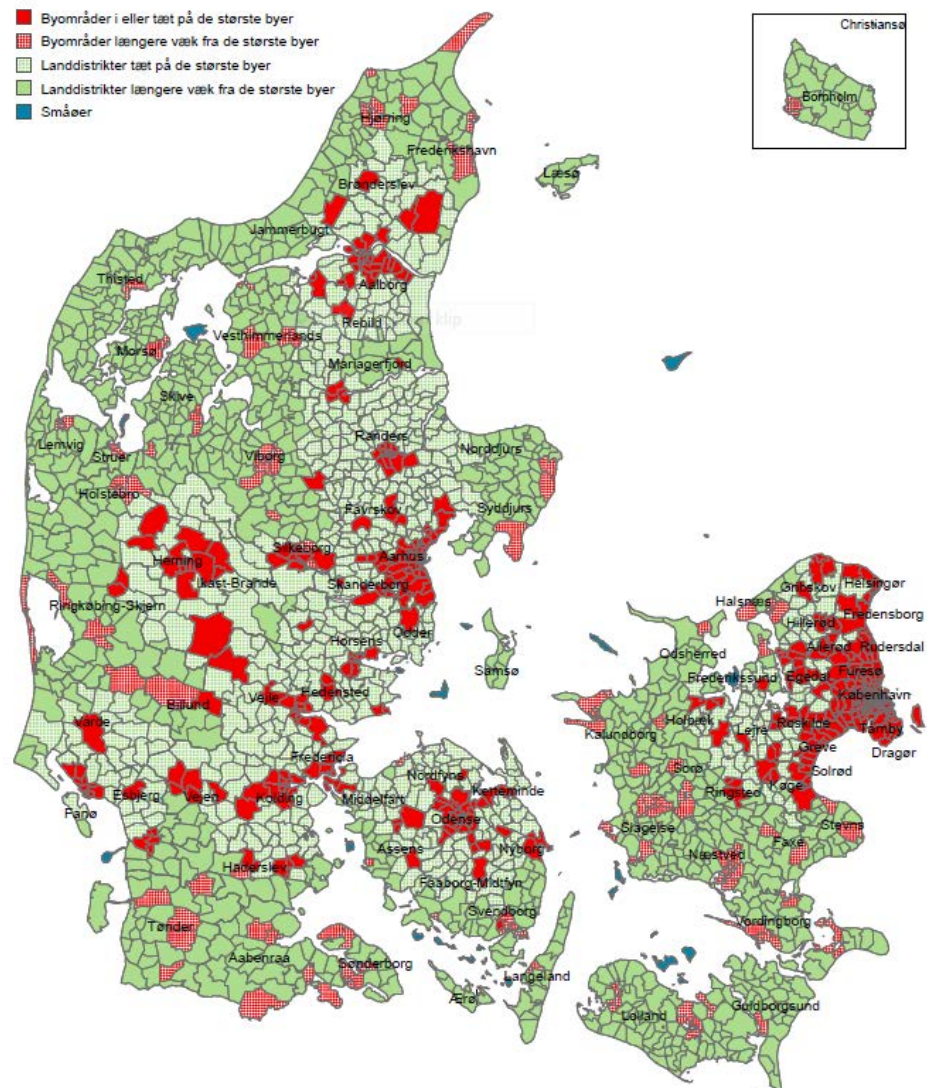 Byområder i eller tæt på de største byer
Byområder længere væk fra de største byer
Landdistrikter tæt på de største byer
Landdistrikter længere væk fra de største byer
Småøer
Christiansø
Bornholm
Hjørring
Frederikshavn
Læsø
Brønderslev
Jammerbugt
Thisted
Aalborg
Rebild
klip
Vesthimmerlands
Morsø
Mariagerfjord
Skive
Lemvig
Struer
Randers
Norddjurs
Viborg
Holstebro
Favrskov
Syddjurs
Herning
Silkeborg
Aarhus
Ikast-Brande
Skanderborg
Ringkøbing-Skjern
Odder
Horsens
Samsø
Gribskov
Helsingør
Halsnæs
Hillerød
Fredensborg
Odsherred
Allerød
Rudersdal
Frederikssund
Egedal
Furesø
København
Hedensted
Vejle
Billund
Kalundborg
Holbæk
Lejre
Roskilde
Tårnby
Greve
Dragør
Varde
Fredericia
Solrød
Sorø
Køge
Ringsted
Nordfyns
Kerteminde
Middelfart
Esbjerg
Vejen
Kolding
Fanø
Odense
Slagelse
Stevns
Faxe
Næstved
Assens
Nyborg
Haderslev
Faaborg-Midtfyn
Svendborg
Vordingborg
Tønder
Aabenraa
Sønderborg
Langeland
Ærø
Lolland
Guldborgsund